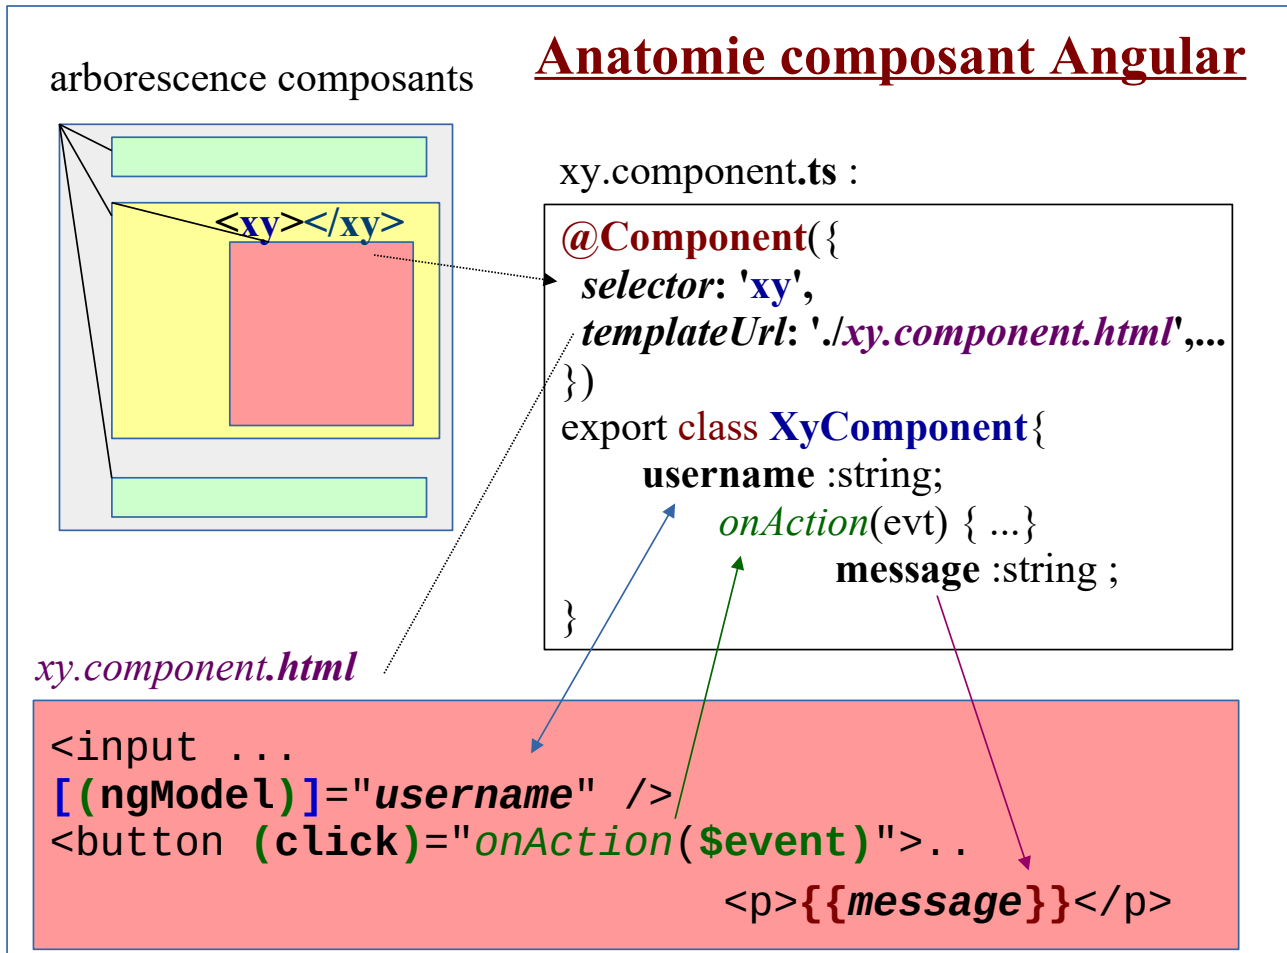 Anatomie composant Angular
arborescence composants
<xy></xy>
xy.component.ts :
@Component({
selector: 'xy',
templateUrl: './xy.component.html',...
})
export class XyComponent{
username :string;
onAction(evt) { ...}
message :string ;
}
xy.component.html
<input ...
[(ngModel)]="username" />
<button (click)="onAction($event)">..
<p>{{message}}</p>